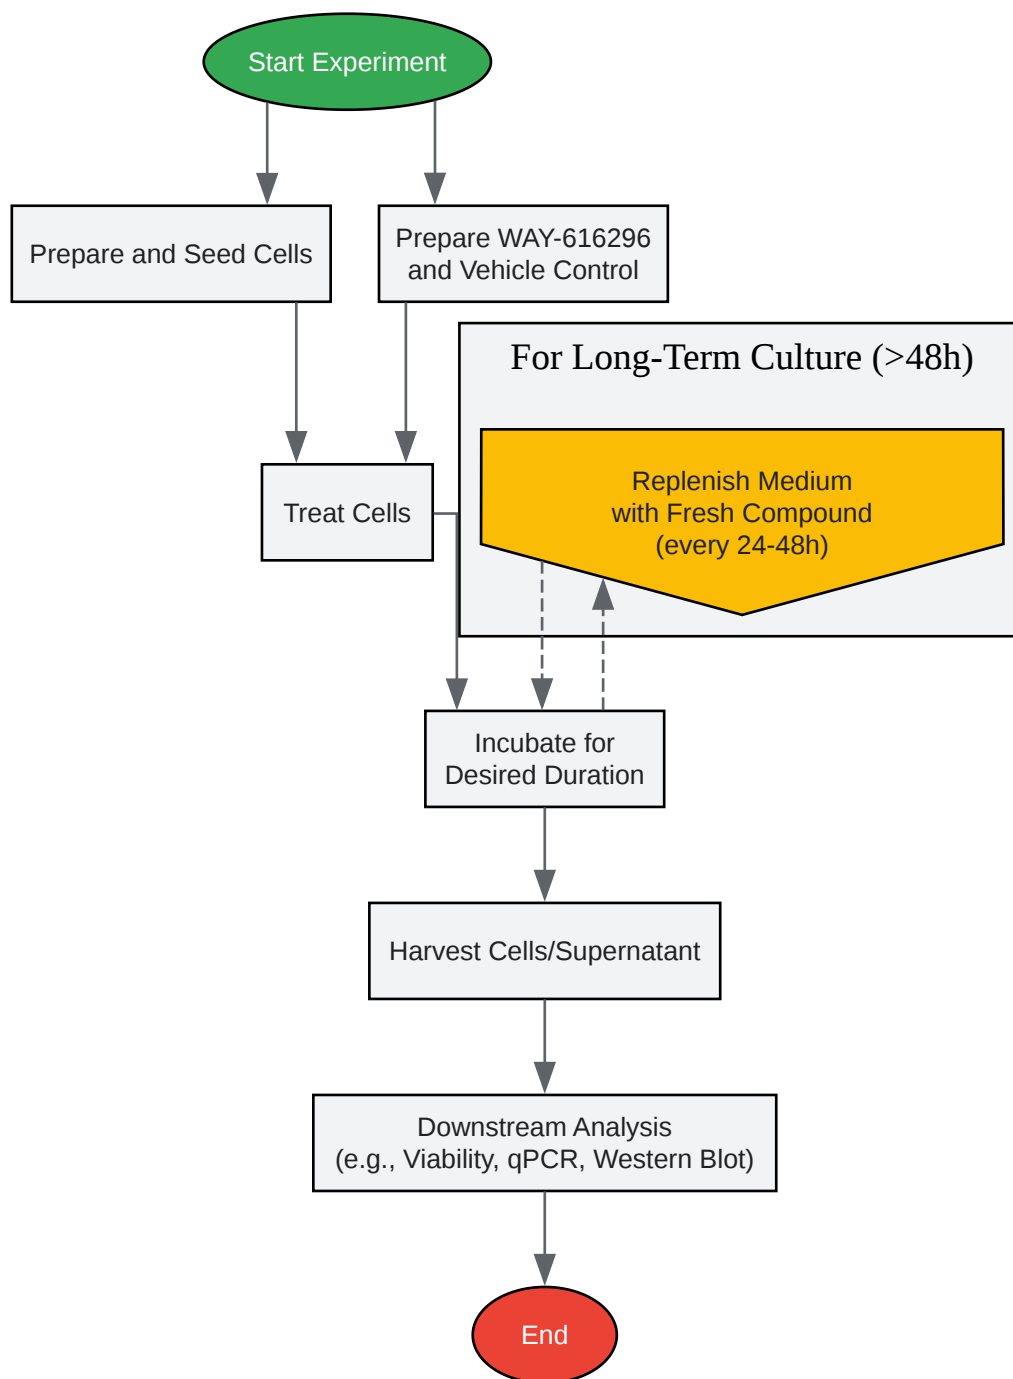 Start Experiment
Prepare and Seed Cells
Prepare WAY-616296
and Vehicle Control
For Long-Term Culture (>48h)
Replenish Medium
with Fresh Compound
(every 24-48h)
Treat Cells
Incubate for
Desired Duration
Harvest Cells/Supernatant
Downstream Analysis
(e.g., Viability, qPCR, Western Blot)
End